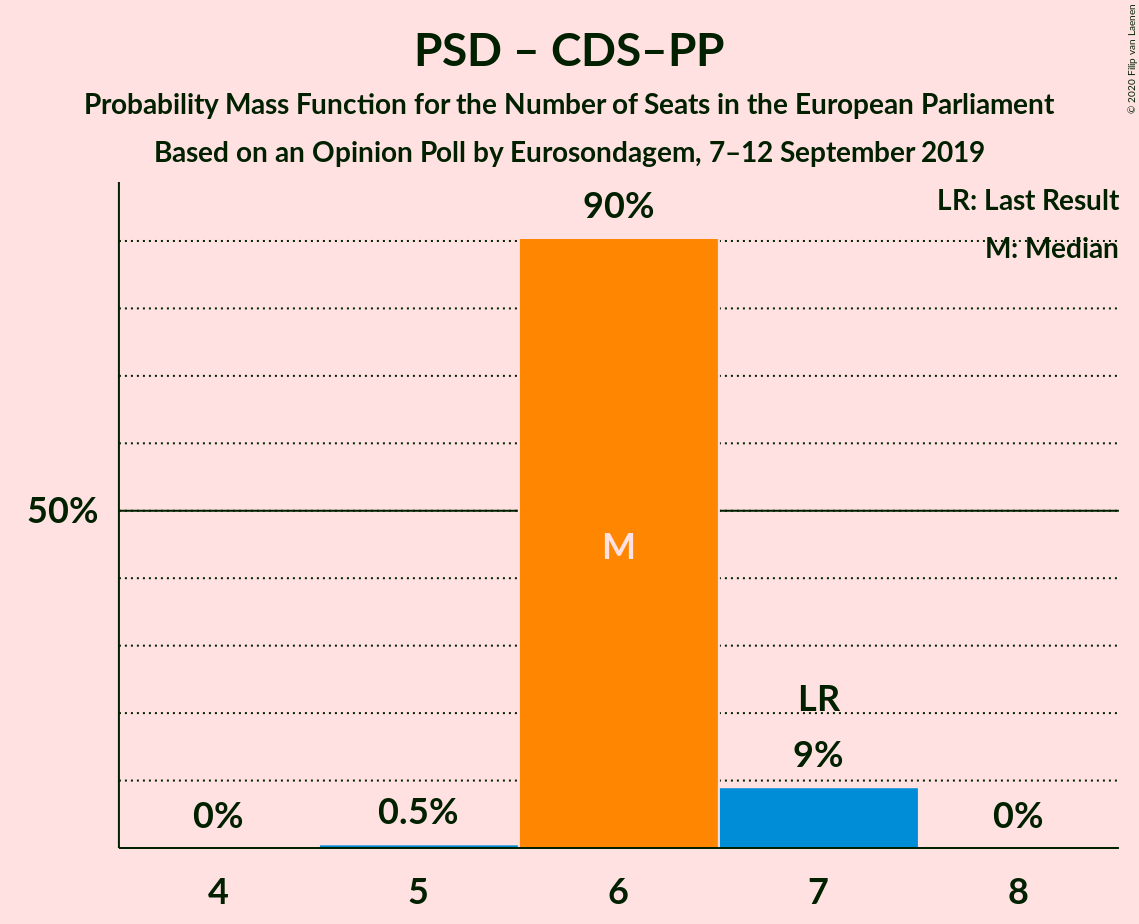 PSD – CDS–PP
Probability Mass Function for the Number of Seats in the European Parliament
Based on an Opinion Poll by Eurosondagem, 7–12 September 2019
© 2020 Filip van Laenen
LR: Last Result
M: Median
90%
50%
M
LR
9%
0%
0.5%
0%
4
5
6
7
8